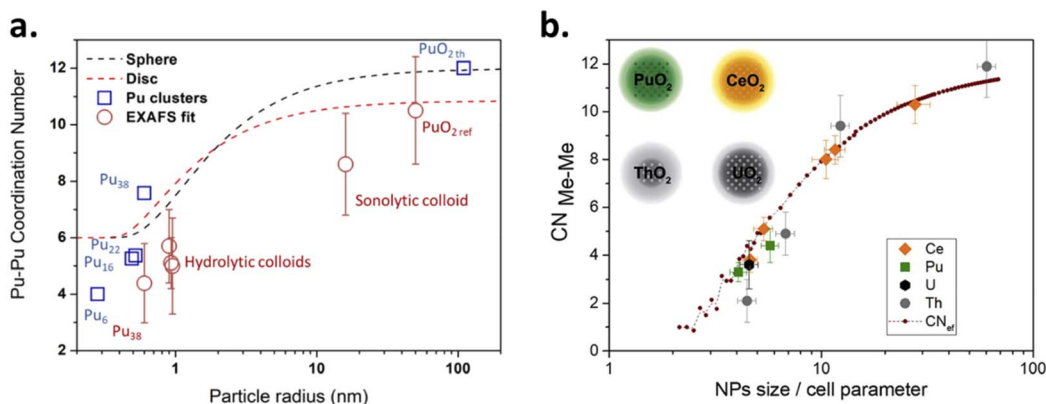 a.
Pu-Pu Coordination Number
12
10
8
6
4
2
Sphere
Disc
Pu clusters
EXAFS fit
PuO2 th
PuO2 ref
Pu38
Sonolytic colloid
Pu22
Pu16
Hydrolytic colloids
Pu6
Pu38
1
10
100
Particle radius (nm)
b.
CN Me-Me
12
10
8
6
4
2
0
PuO2
CeO2
ThO2
UO2
Ce
Pu
U
Th
CNef
1
10
100
NPs size / cell parameter